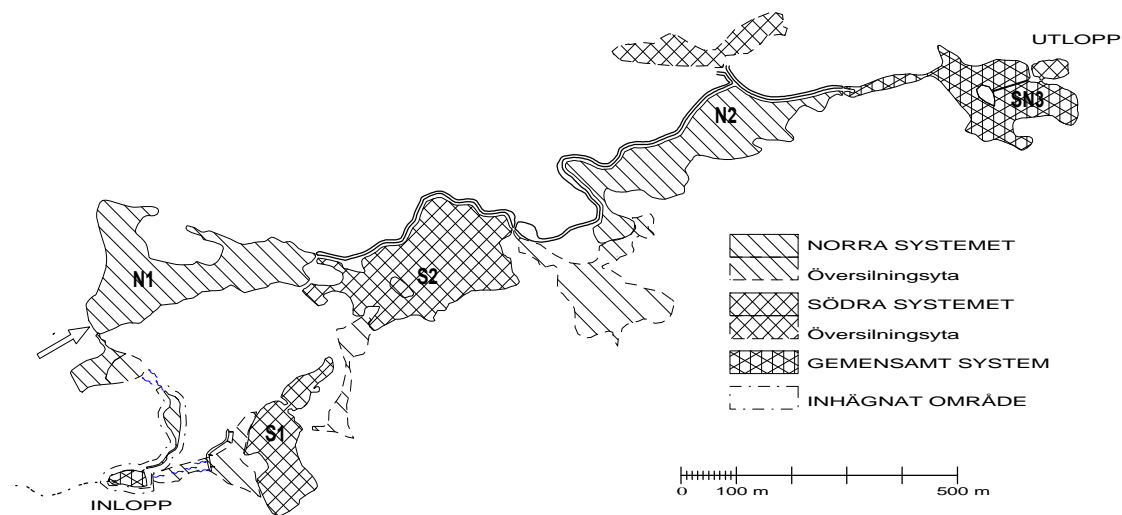 UTLOPP
SN3
N2
N1
S2
S1
INLOPP
NORRA SYSTEMET
Översilningsyta
SÖDRA SYSTEMET
Översilningsyta
GEMENSAMT SYSTEM
INHÄGNAT OMRÅDE
0 100 m 500 m